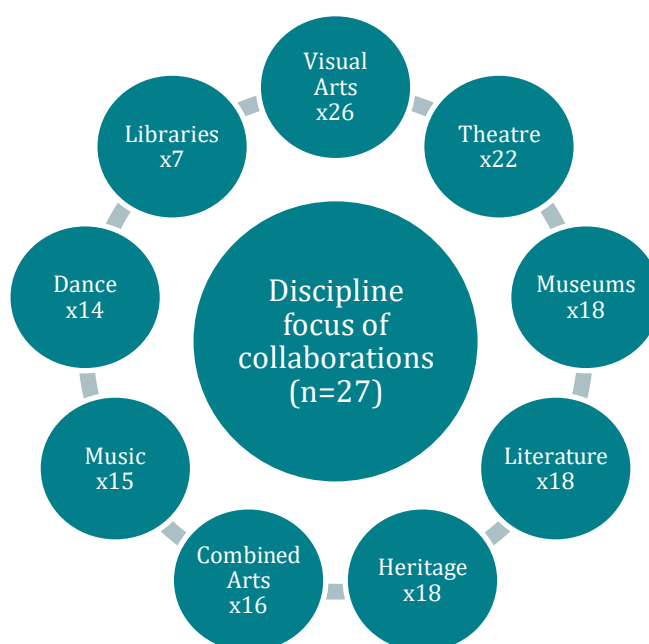 Visual
Arts
x26
Theatre
x22
Museums
x18
Literature
x18
Heritage
x18
Combined
Arts
x16
Music
x15
Dance
x14
Libraries
x7
Discipline
focus of
collaborations
(n=27)